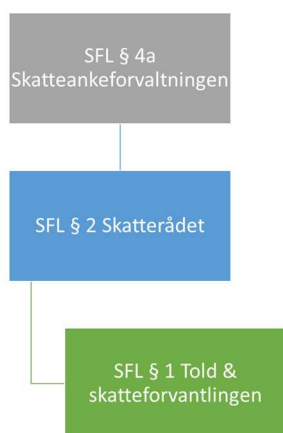 SFL § 4a
Skatteankeforvaltningen
SFL § 2 Skatterådet
SFL § 1 Told &
skatteforvantlingen